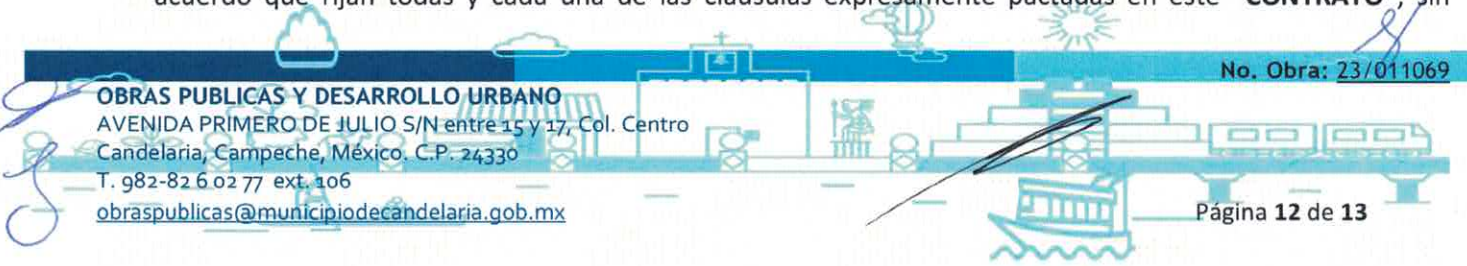 acuerdo que rijan todas y cada una de las cláusulas expresamente pactadas en este "CONTRATO", sin
No. Obra: 23/011069
OBRAS PUBLICAS Y DESARROLLO URBANO
AVENIDA PRIMERO DE JULIO S/N entre 15 y 17, Col. Centro
Candelaria, Campeche, México. C.P. 24330
T. 982-82 6 02 77 ext. 106
obraspublicas@municipiodecandelaria.gob.mx
Página 12 de 13